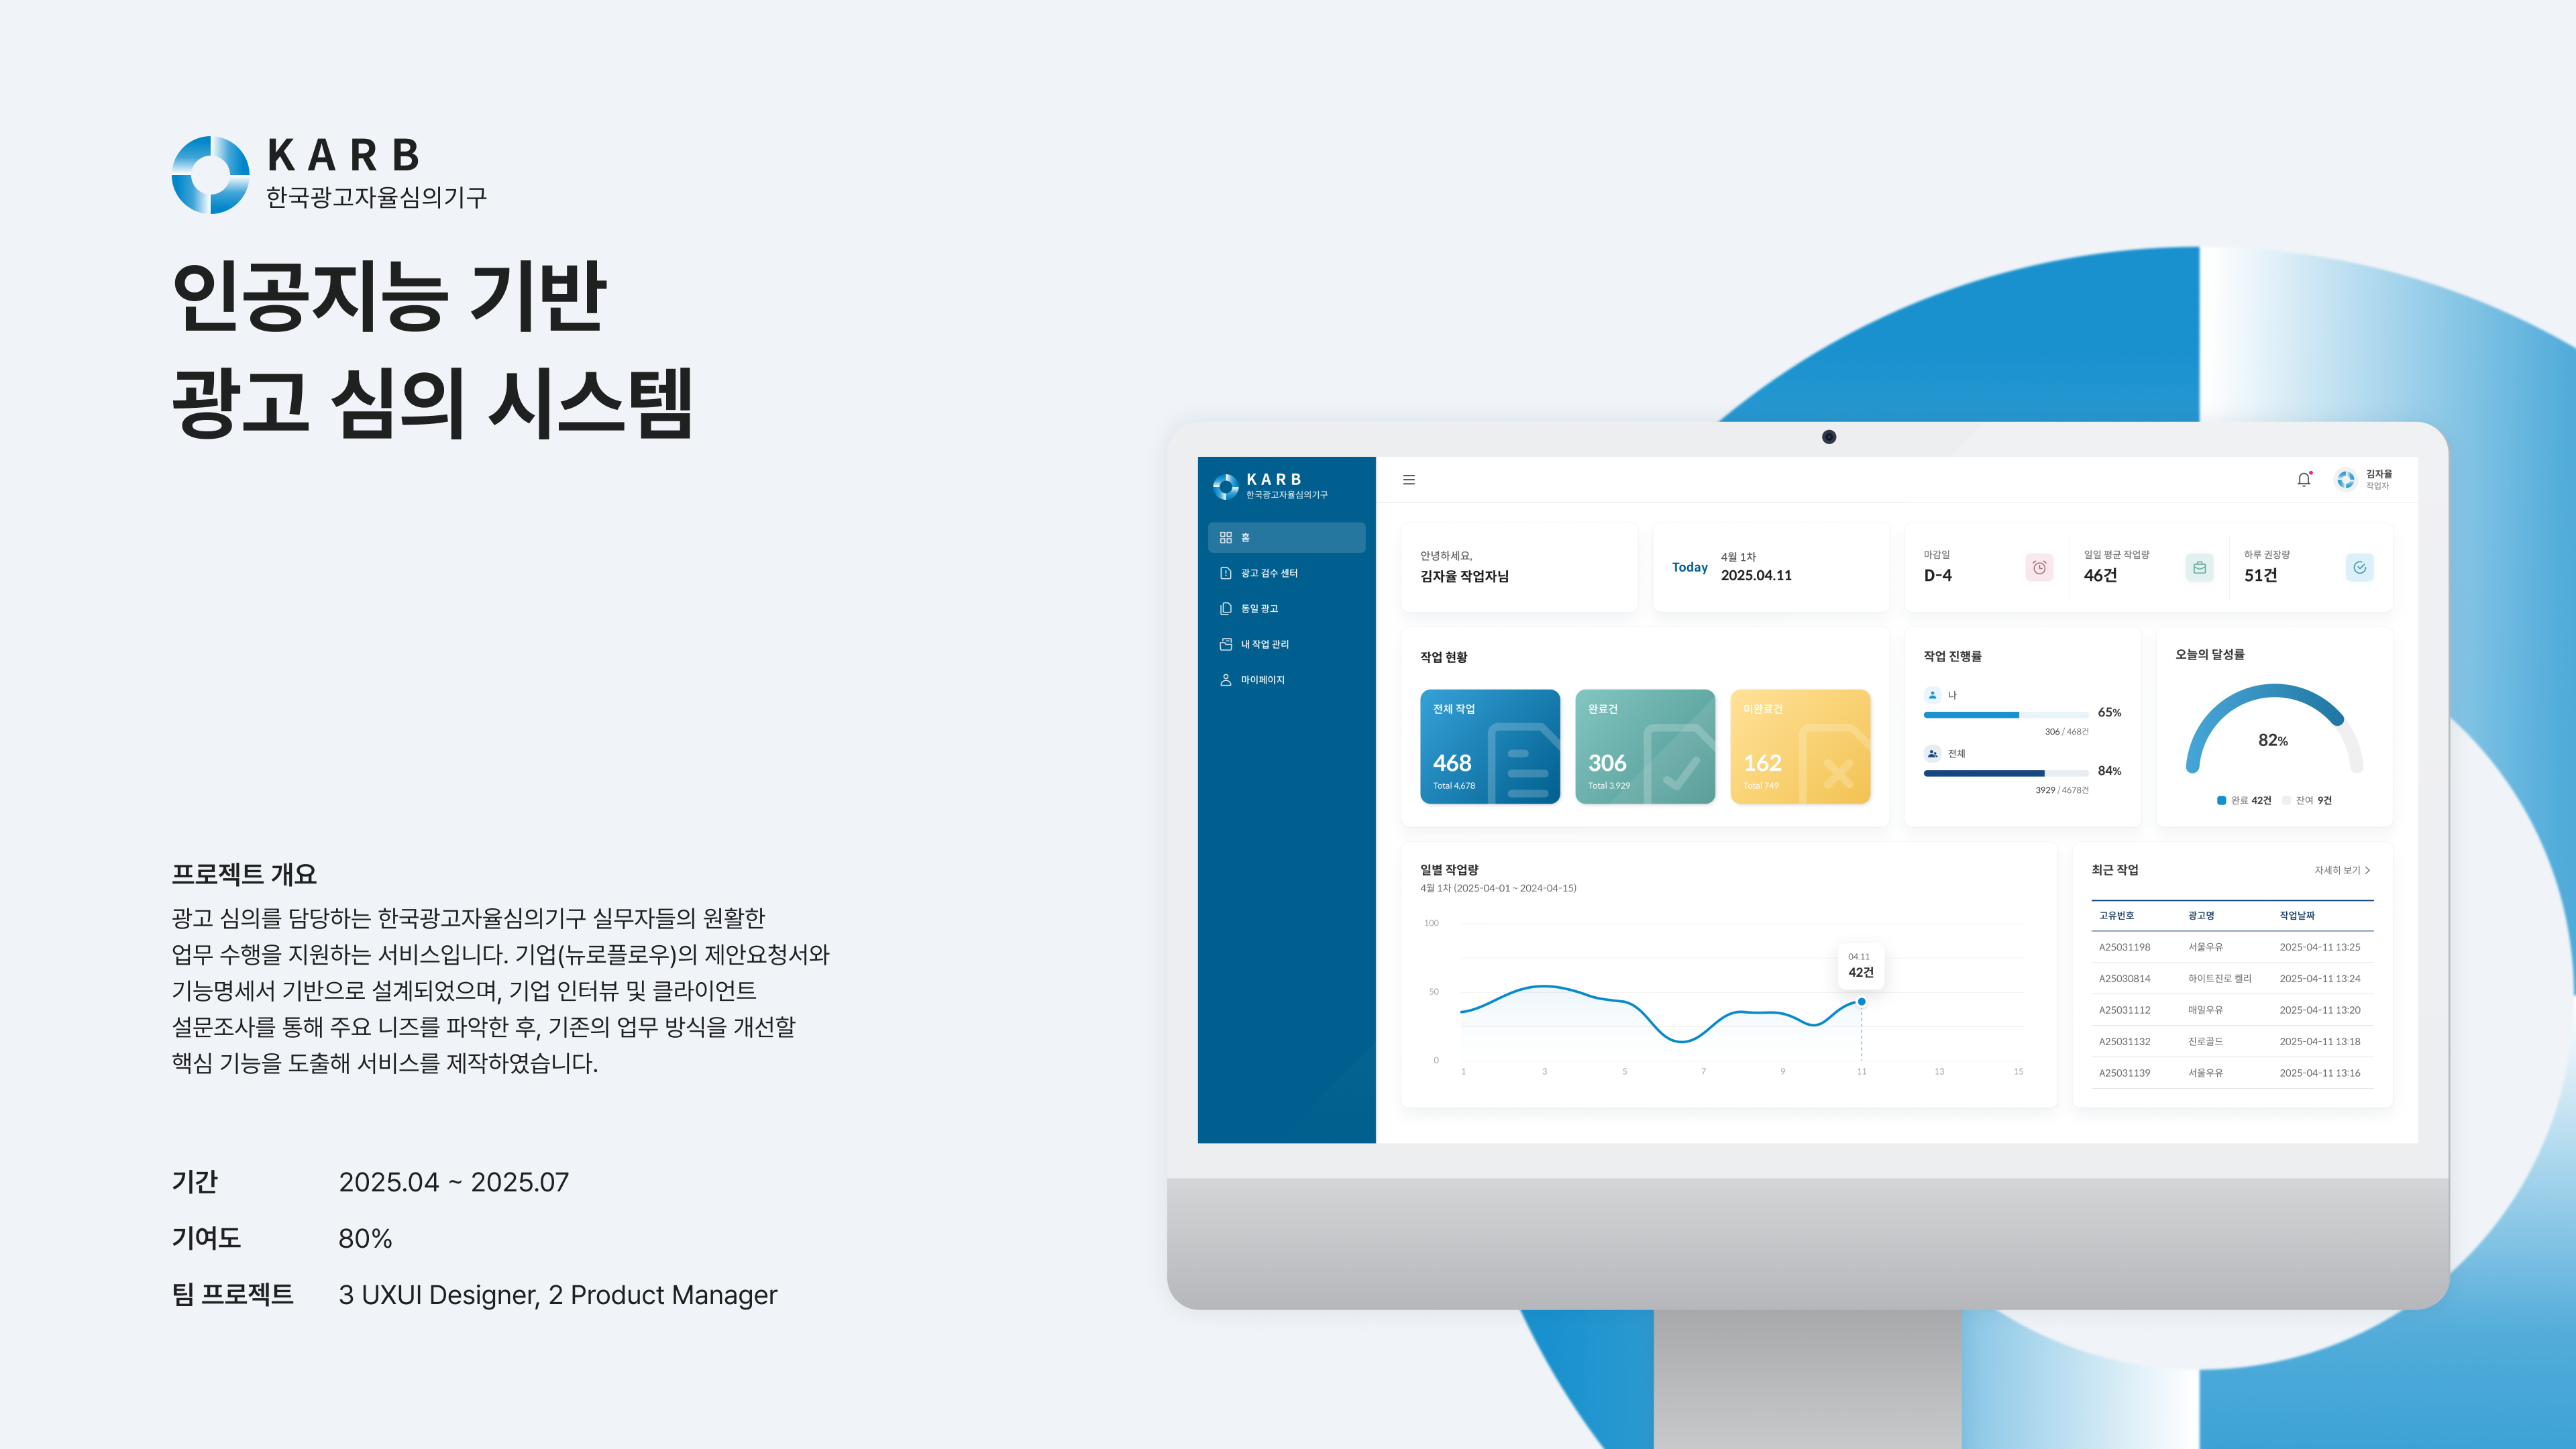 KARB
한국광고자율심의기구
인공지능 기반
광고 심의 시스템
프로젝트 개요
광고 심의를 담당하는 한국광고자율심의기구 실무자들의 원활한
업무 수행을 지원하는 서비스입니다. 기업(뉴로플로우)의 제안요청서와
기능명세서 기반으로 설계되었으며, 기업 인터뷰 및 클라이언트
설문조사를 통해 주요 니즈를 파악한 후, 기존의 업무 방식을 개선할
핵심 기능을 도출해 서비스를 제작하였습니다.
기간 2025.04 ~ 2025.07
기여도 80%
팀 프로젝트 3 UXUI Designer, 2 Product Manager
KARB
한국광고자율심의기구
홈
광고 검수 센터
동일 광고
내 작업 관리
마이페이지
김자율
작업자
안녕하세요,
김자율 작업자님
Today
4월 1차
2025.04.11
마감일
D-4
일일 평균 작업량
46건
하루 권장량
51건
작업 현황
전체 작업
468
Total 4,678
완료건
306
Total 3,929
미완료건
162
Total 749
작업 진행률
나
65%
306 / 468건
전체
84%
3929 / 4678건
오늘의 달성률
82%
완료 42건 잔여 9건
일별 작업량
4월 1차 (2025-04-01 ~ 2024-04-15)
100
50
0
04.11
42건
1 3 5 7 9 11 13 15
최근 작업
자세히 보기
고유번호 광고명 작업날짜
A25031198 서울우유 2025-04-11 13:25
A25030814 하이트진로 켈리 2025-04-11 13:24
A25031112 매일우유 2025-04-11 13:20
A25031132 진로골드 2025-04-11 13:18
A25031139 서울우유 2025-04-11 13:16